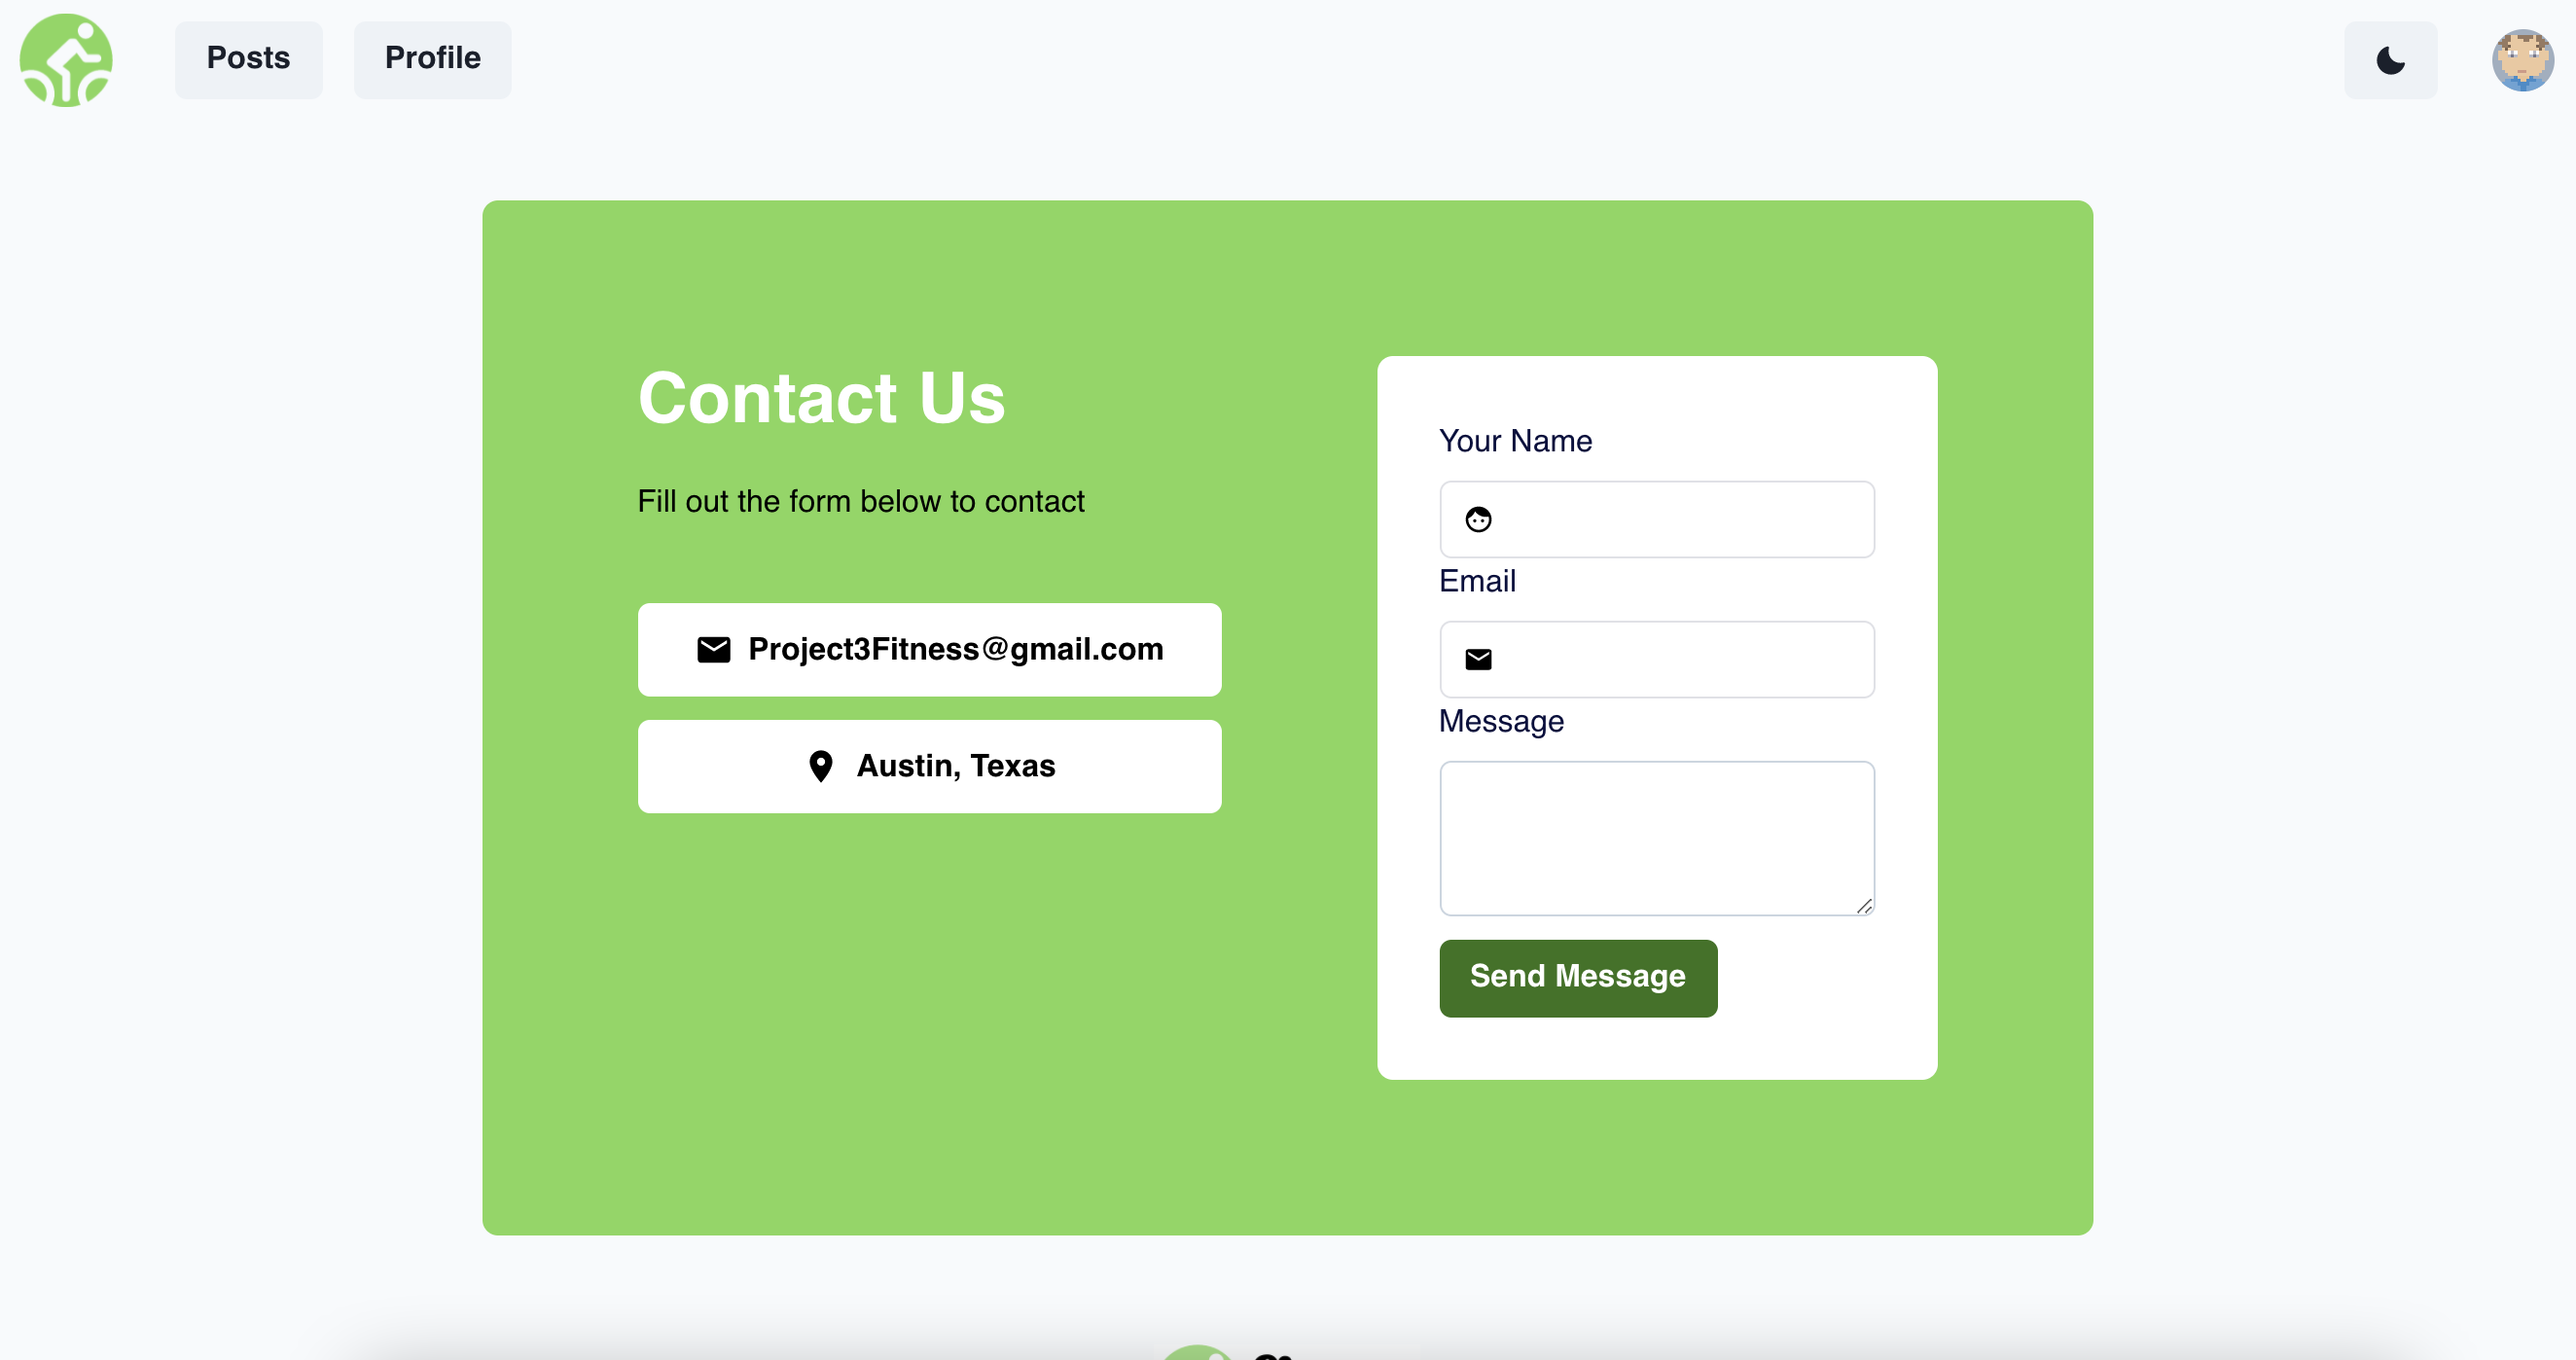 Posts
Profile
Contact Us
Fill out the form below to contact
Project3Fitness@gmail.com
Austin, Texas
Your Name
Email
Message
Send Message